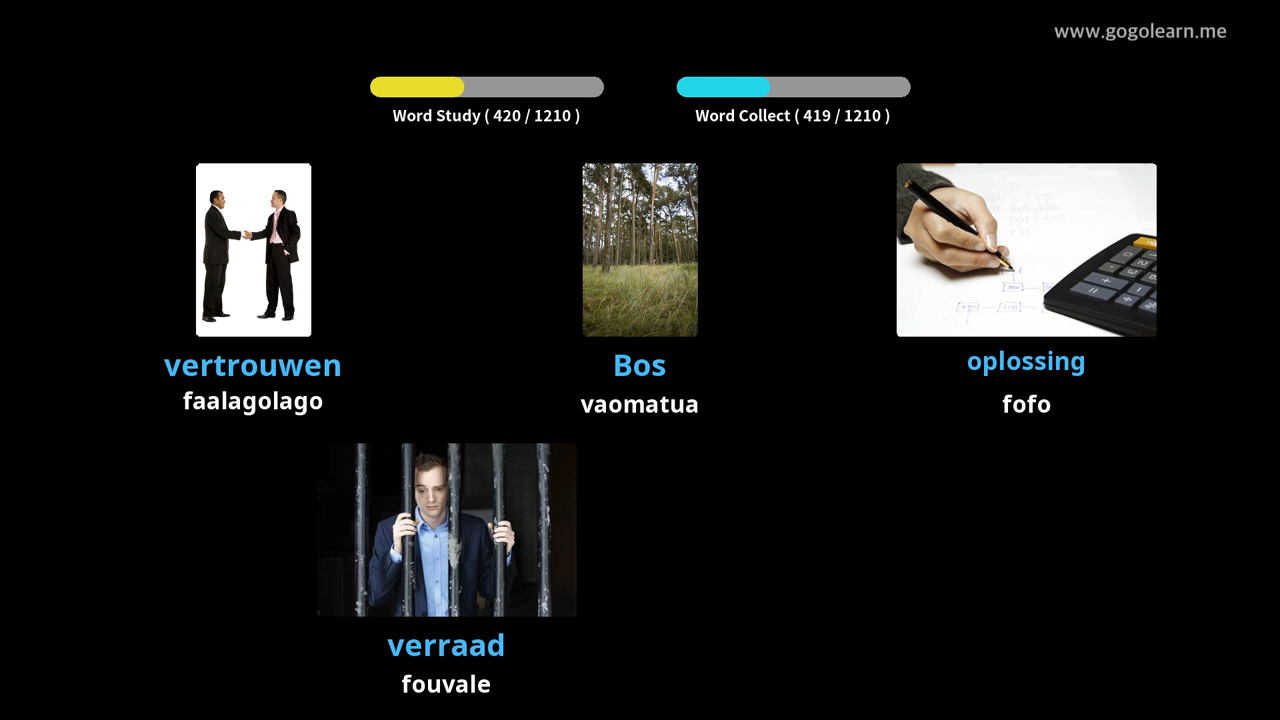 www.gogolearn.me
Word Study ( 420 / 1210 )
Word Collect ( 419 / 1210 )
vertrouwen
faalagolago
Bos
vaomatua
oplossing
fofo
verraad
fouvale